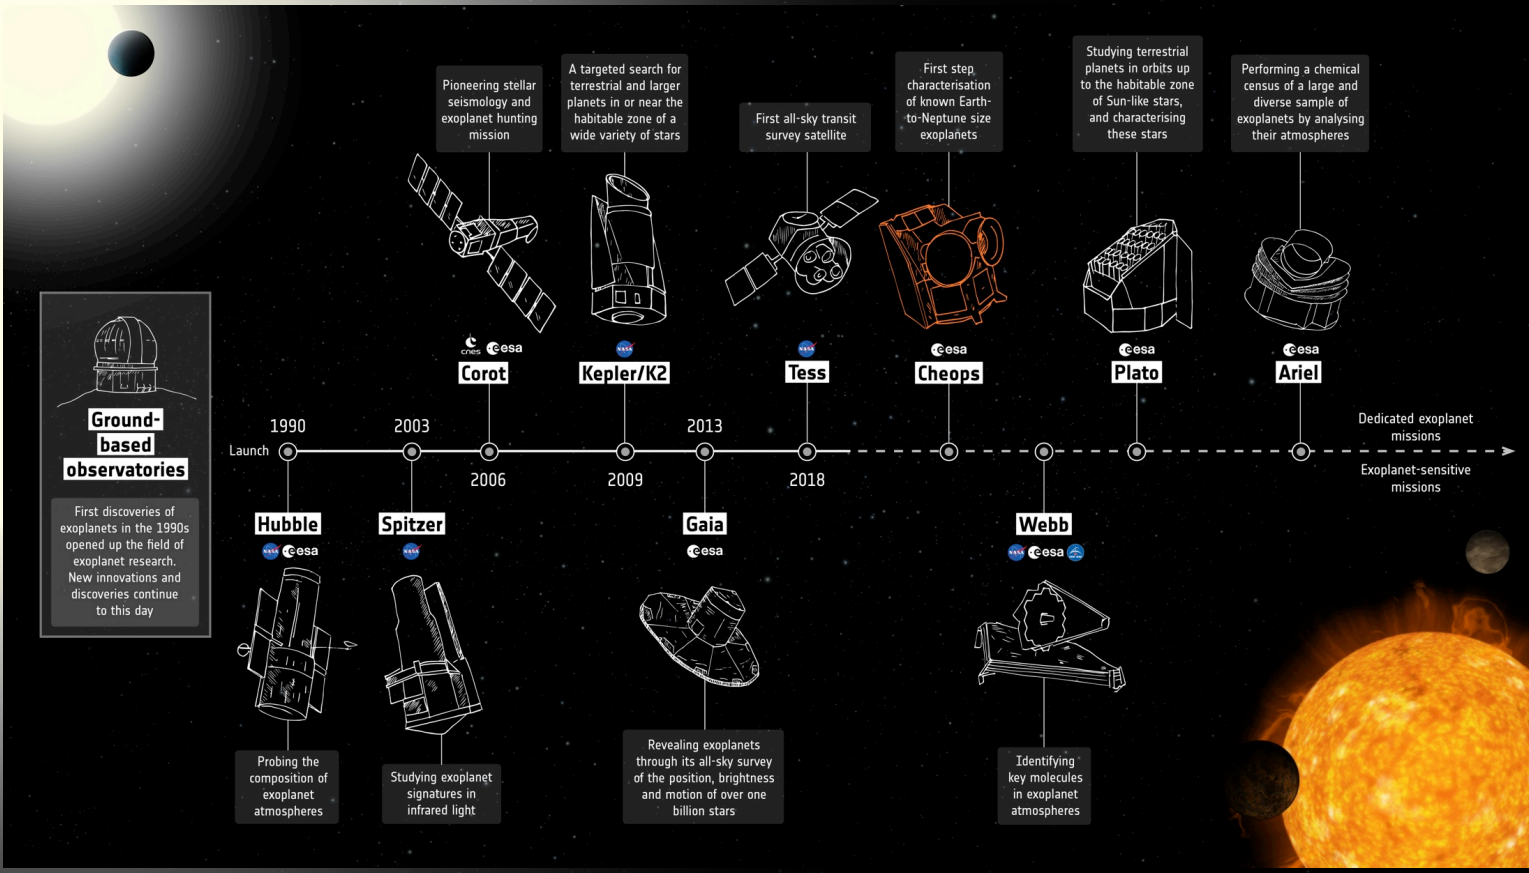 Pioneering stellar
seismology and
exoplanet hunting
mission
A targeted search for
terrestrial and larger
planets in or near the
habitable zone of a
wide variety of stars
First all-sky transit
survey satellite
First step
characterisation
of known Earth-
to-Neptune size
exoplanets
Studying terrestrial
planets in orbits up
to the habitable zone
of Sun-like stars,
and characterising
these stars
Performing a chemical
census of a large and
diverse sample of
exoplanets by analysing
their atmospheres
cnes esa
Corot
NASA
Kepler/K2
NASA
Tess
esa
Cheops
esa
Plato
esa
Ariel
Ground-
based
observatories
First discoveries of
exoplanets in the 1990s
opened up the field of
exoplanet research.
New innovations and
discoveries continue
to this day
1990
2003
2013
Launch
2006
2009
2018
Dedicated exoplanet
missions
Exoplanet-sensitive
missions
Hubble
NASA esa
Spitzer
NASA
Gaia
esa
Webb
NASA esa
Probing the
composition of
exoplanet
atmospheres
Studying exoplanet
signatures in
infrared light
Revealing exoplanets
through its all-sky survey
of the position, brightness
and motion of over one
billion stars
Identifying
key molecules
in exoplanet
atmospheres